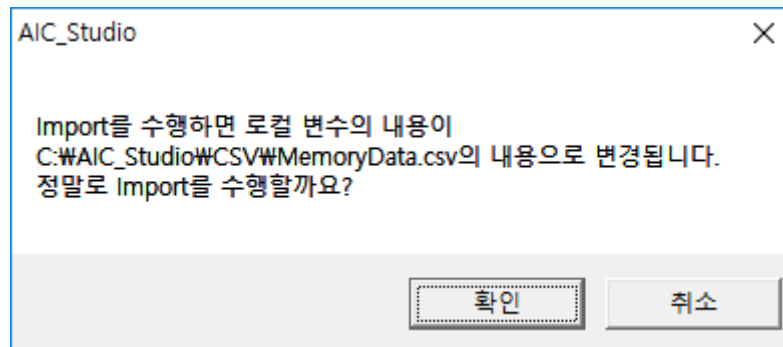 AIC_Studio
Import를 수행하면 로컬 변수의 내용이
C:₩AIC_Studio₩CSV₩MemoryData.csv의 내용으로 변경됩니다.
정말로 Import를 수행할까요?
확인
취소